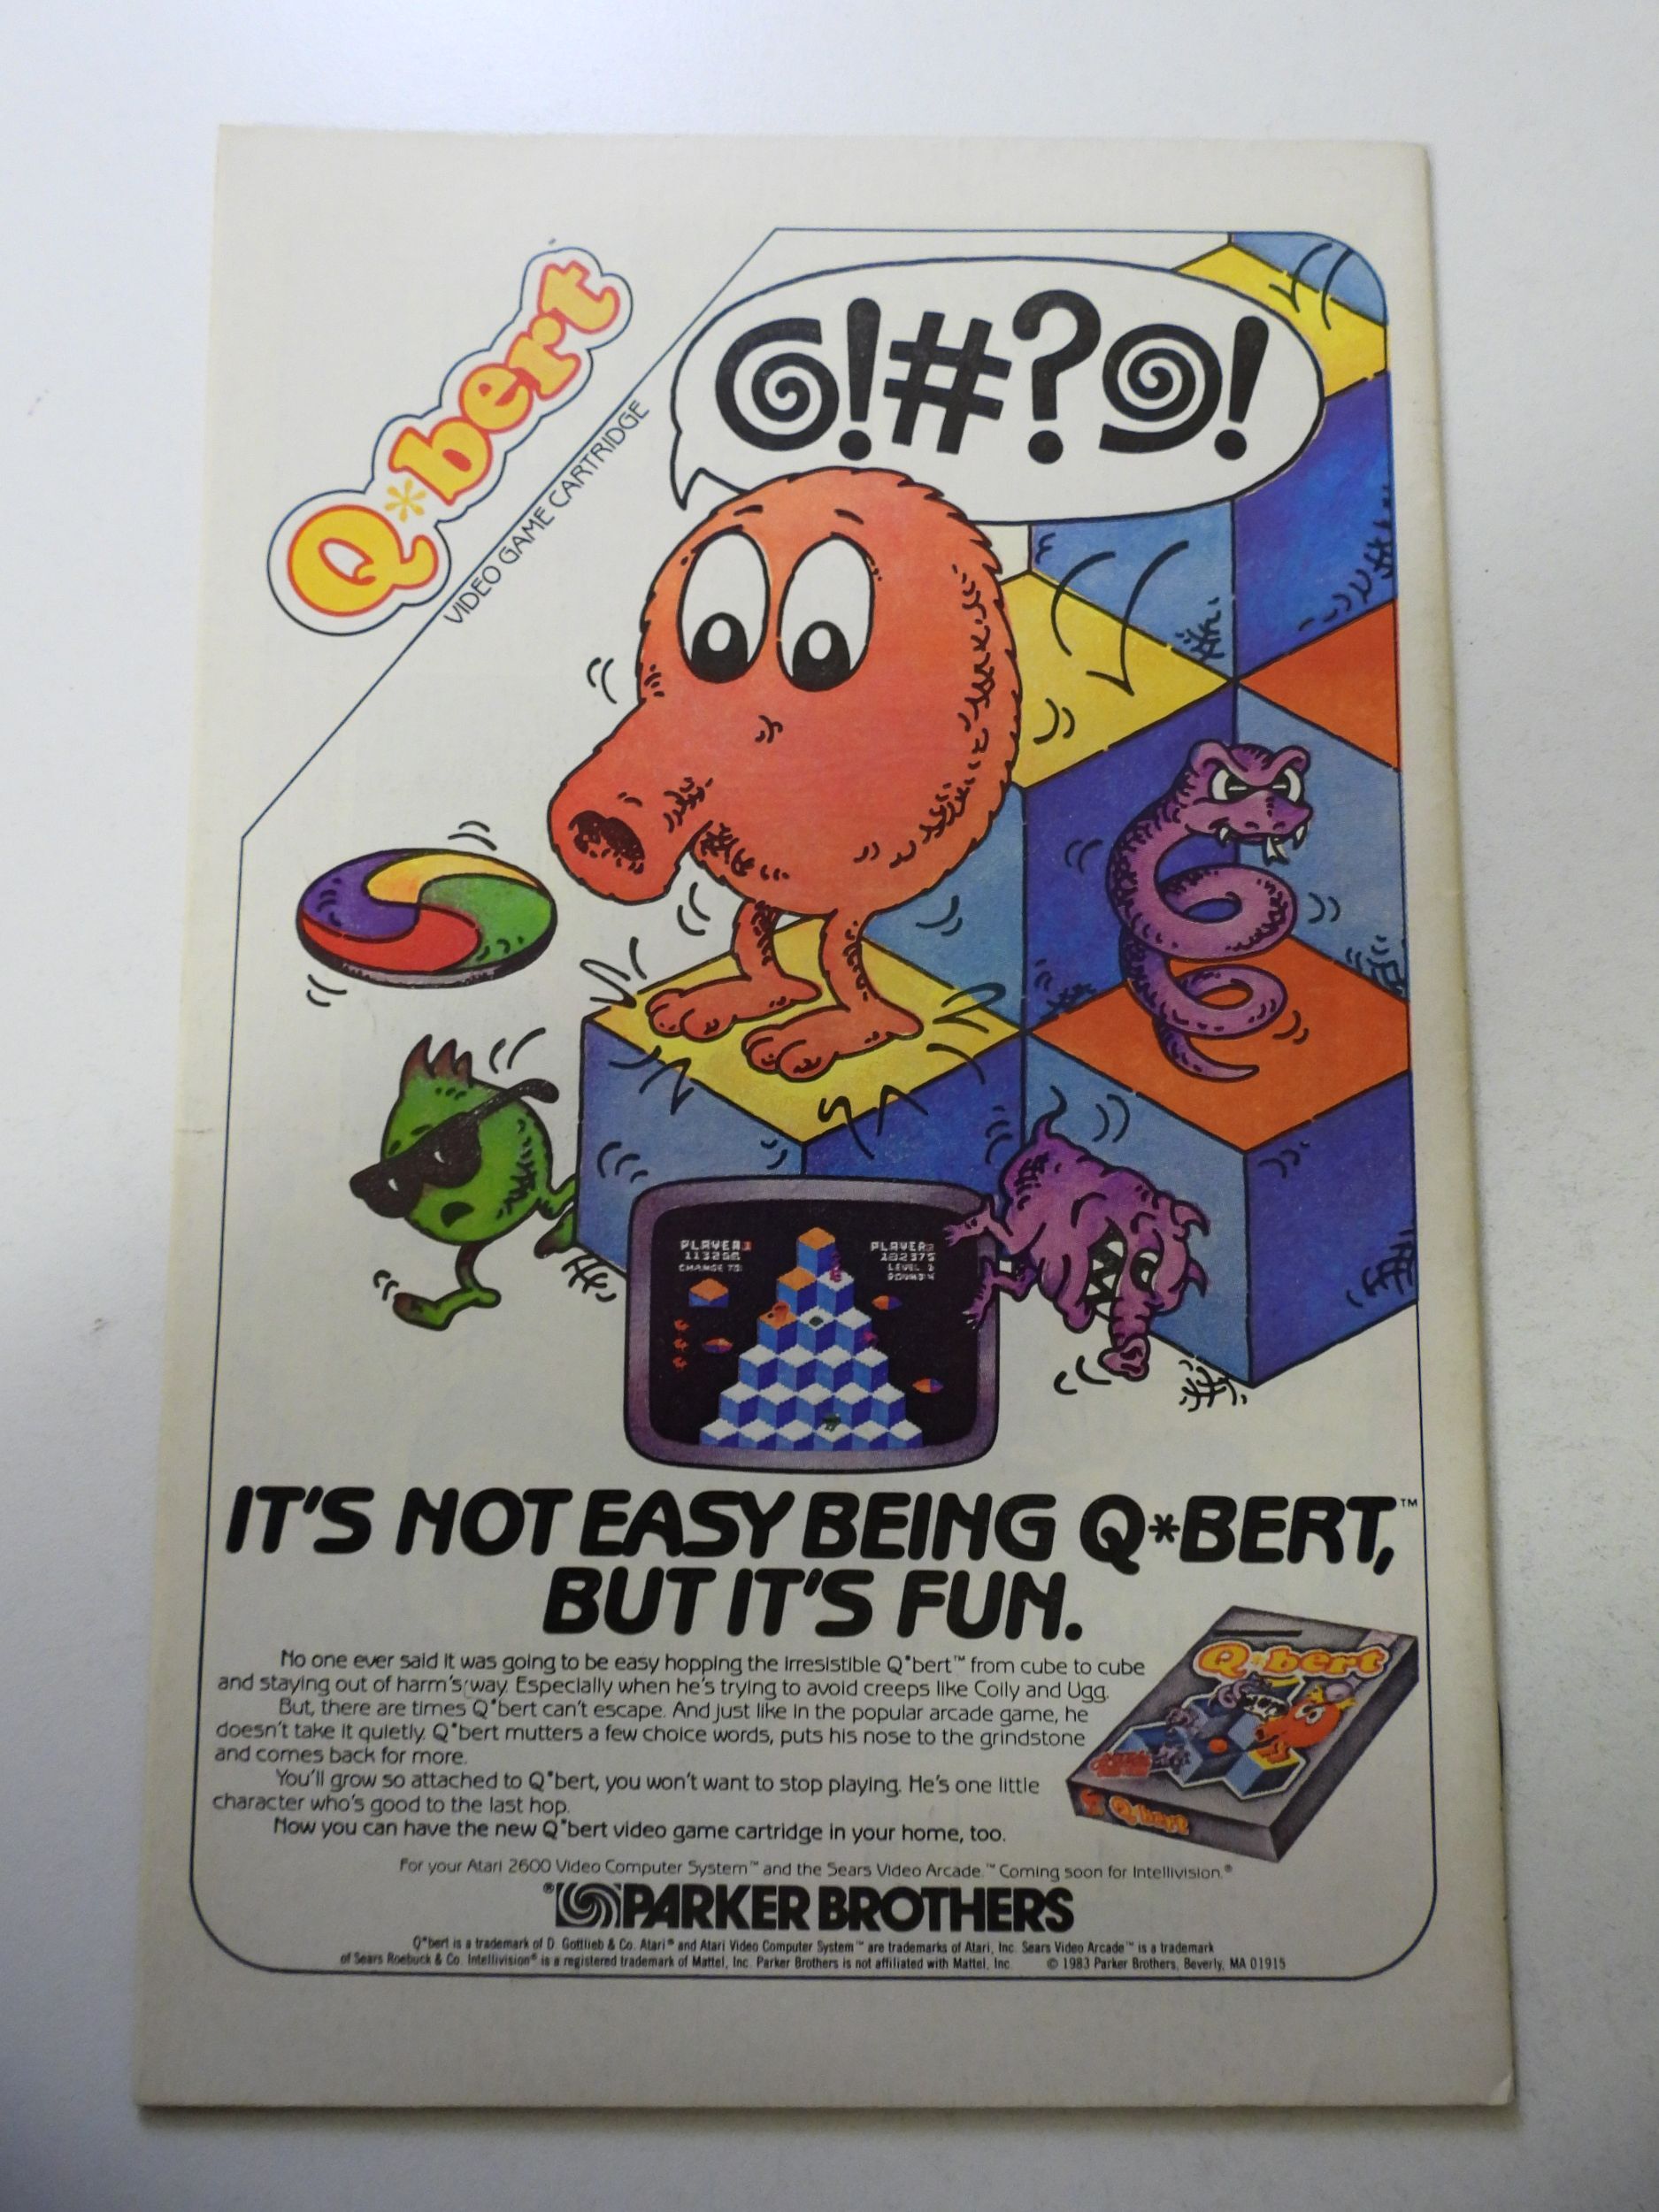 Q*bert
VIDEO GAME CARTRIDGE
@!#?@!
PLAYER1
CHANGE TO:
PLAYER2
182375
LEVEL 2
ROUND 4
IT'S NOT EASY BEING Q*BERT,™
BUT IT'S FUN.
No one ever said it was going to be easy hopping the irresistible Q*bert™ from cube to cube
and staying out of harm's way. Especially when he's trying to avoid creeps like Coily and Ugg.
But, there are times Q*bert can't escape. And just like in the popular arcade game, he
doesn't take it quietly. Q*bert mutters a few choice words, puts his nose to the grindstone
and comes back for more.
You'll grow so attached to Q*bert, you won't want to stop playing. He's one little
character who's good to the last hop.
Now you can have the new Q*bert video game cartridge in your home, too.
Q*bert
Q*bert
For your Atari 2600 Video Computer System™ and the Sears Video Arcade.™ Coming soon for Intellivision.®
® PARKER BROTHERS
Q*bert is a trademark of D. Gottlieb & Co. Atari® and Atari Video Computer System™ are trademarks of Atari, Inc. Sears Video Arcade™ is a trademark
of Sears Roebuck & Co. Intellivision® is a registered trademark of Mattel, Inc. Parker Brothers is not affiliated with Mattel, Inc. © 1983 Parker Brothers, Beverly, MA 01915